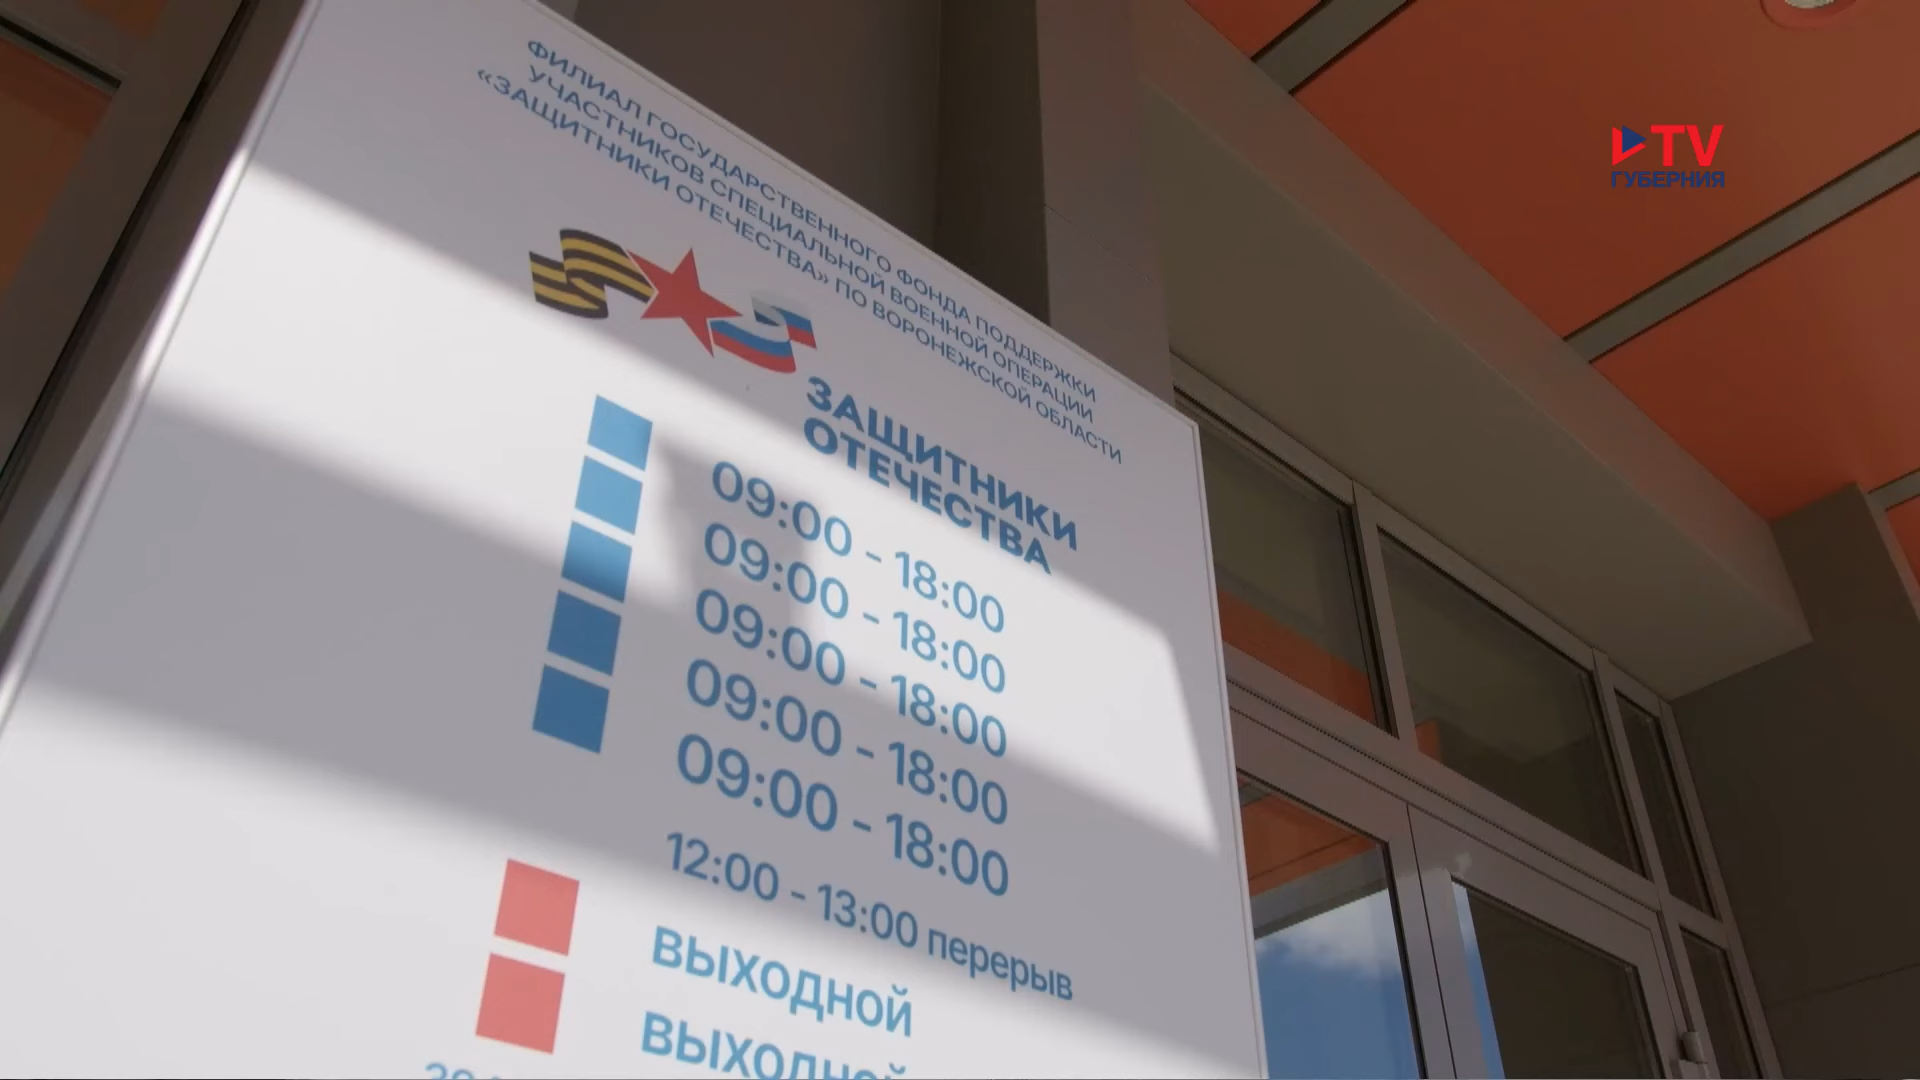 ФИЛИАЛ ГОСУДАРСТВЕННОГО ФОНДА ПОДДЕРЖКИ
УЧАСТНИКОВ СПЕЦИАЛЬНОЙ ВОЕННОЙ ОПЕРАЦИИ
«ЗАЩИТНИКИ ОТЕЧЕСТВА» ПО ВОРОНЕЖСКОЙ ОБЛАСТИ
TV
ГУБЕРНИЯ
ЗАЩИТНИКИ
ОТЕЧЕСТВА
09:00 - 18:00
09:00 - 18:00
09:00 - 18:00
09:00 - 18:00
09:00 - 18:00
12:00 - 13:00 перерыв
ВЫХОДНОЙ
ВЫХОДНОЙ